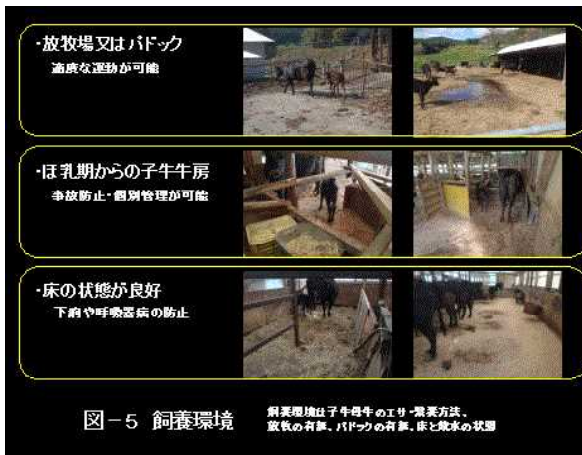 ・放牧場又はパドック
適度な運動が可能
・ほ乳期からの子牛牛房
事故防止・個別管理が可能
・床の状態が良好
下痢や呼吸器病の防止
図－５ 飼養環境
飼養環境は子牛母牛のエサ・繋養方法、
放牧の有無、パドックの有無、床と飲水の状態